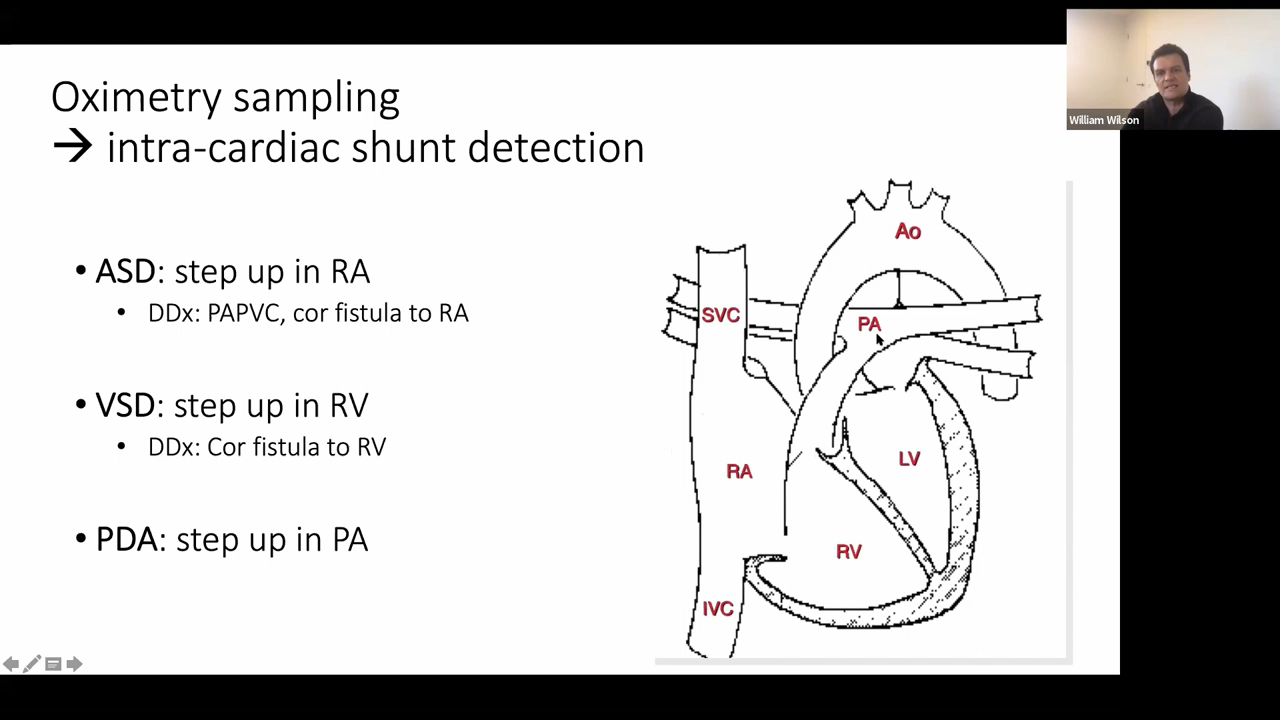 Oximetry sampling
→ intra-cardiac shunt detection
• ASD: step up in RA
• DDx: PAPVC, cor fistula to RA
• VSD: step up in RV
• DDx: Cor fistula to RV
• PDA: step up in PA
Ao
SVC
PA
RA
LV
RV
IVC
William Wilson